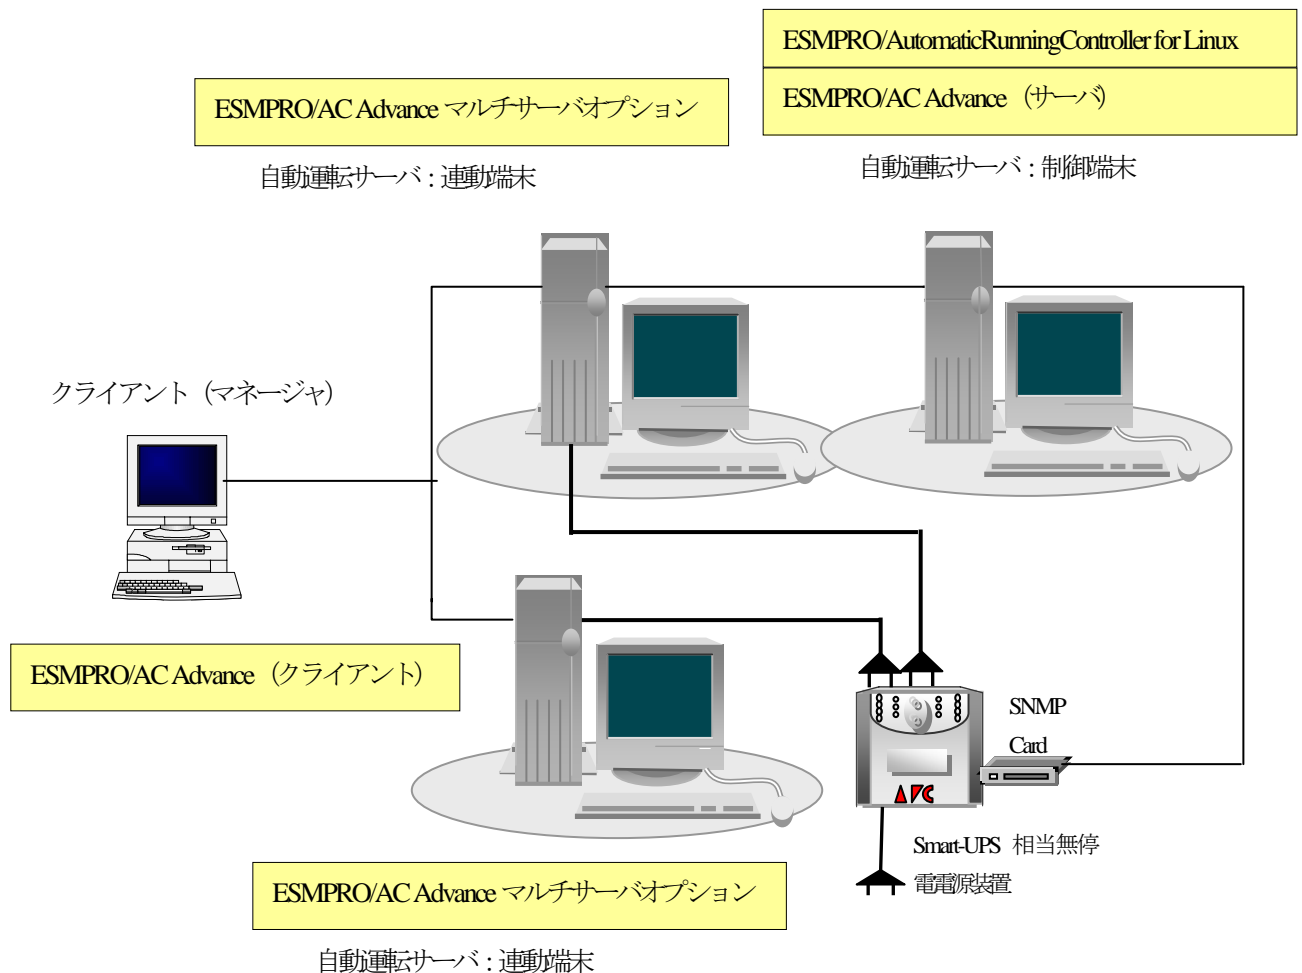 ESMPRO/AutomaticRunningController for Linux
ESMPRO/AC Advance （サーバ）
ESMPRO/AC Advance マルチサーバオプション
自動運転サーバ：連動端末
自動運転サーバ：制御端末
クライアント（マネージャ）
ESMPRO/AC Advance （クライアント）
SNMP
Card
APC
Smart-UPS 相当無停
電電源装置
ESMPRO/AC Advance マルチサーバオプション
自動運転サーバ：連動端末